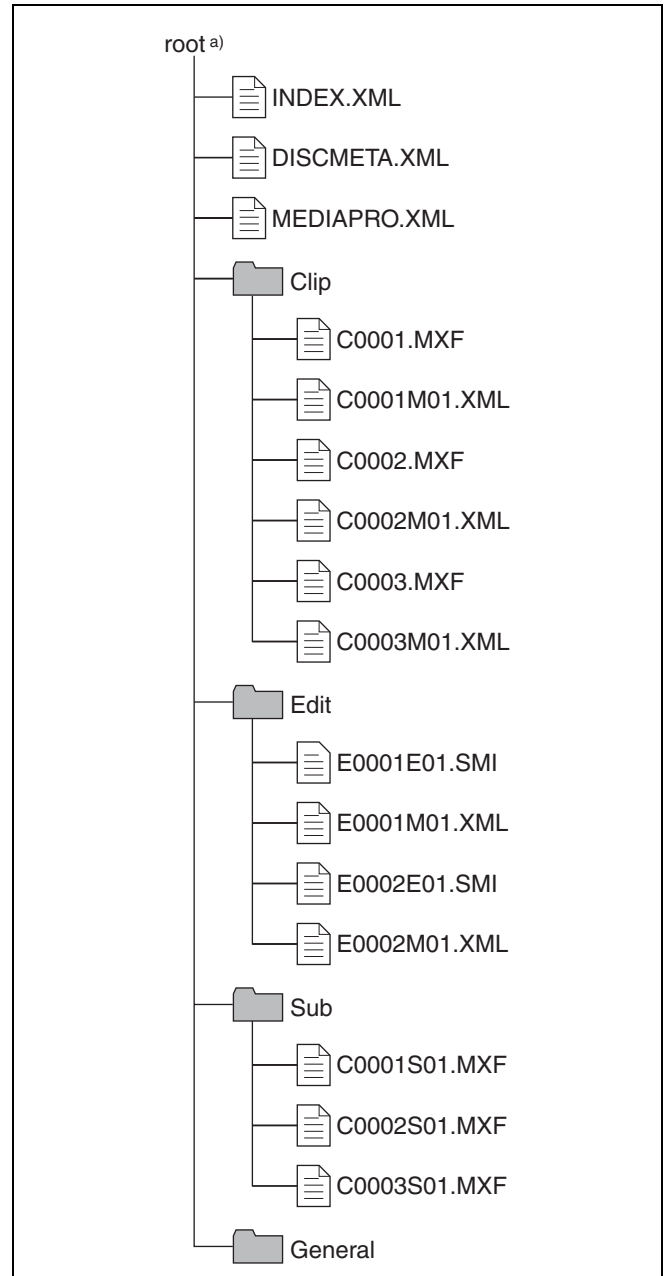 root a)
INDEX.XML
DISCMETA.XML
MEDIAPRO.XML
Clip
C0001.MXF
C0001M01.XML
C0002.MXF
C0002M01.XML
C0003.MXF
C0003M01.XML
Edit
E0001E01.SMI
E0001M01.XML
E0002E01.SMI
E0002M01.XML
Sub
C0001S01.MXF
C0002S01.MXF
C0003S01.MXF
General